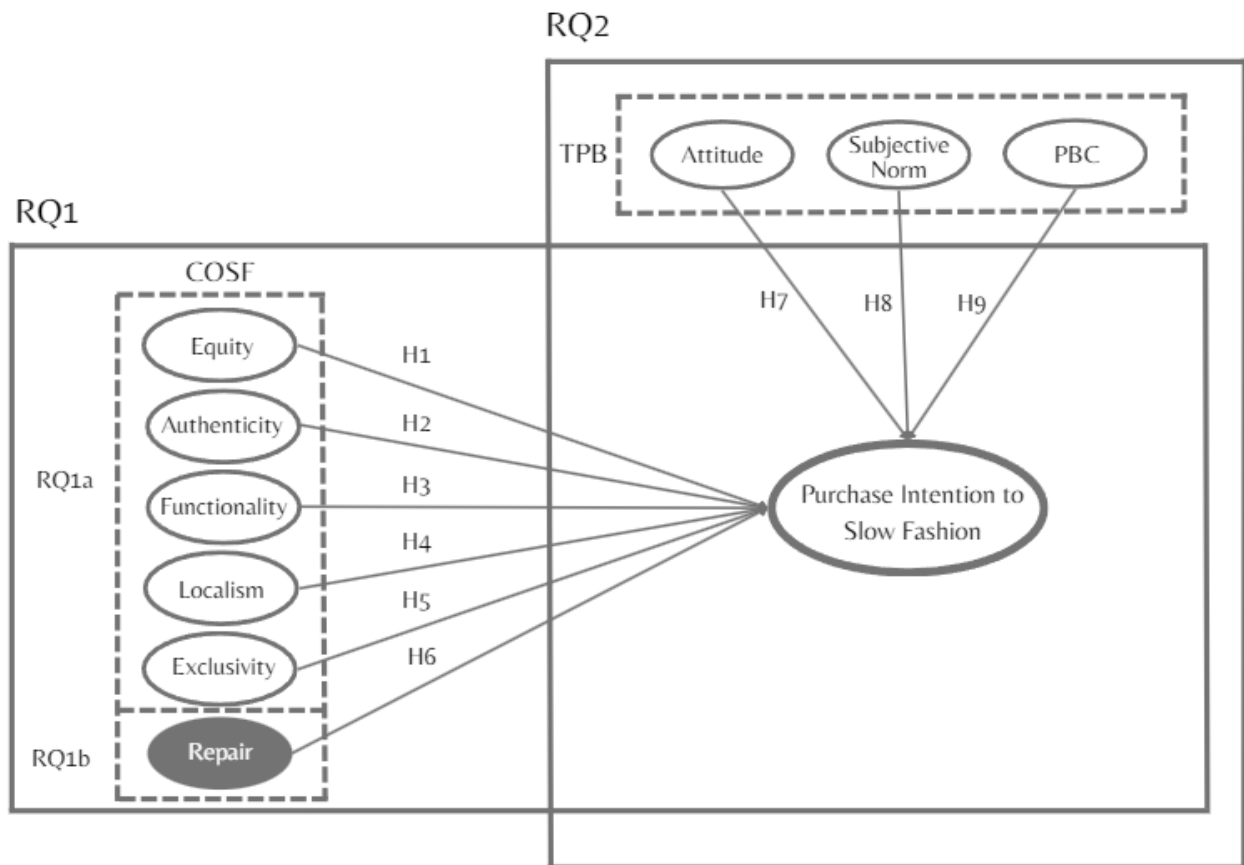 RQ2
TPB
Attitude
Subjective
Norm
PBC
RQ1
COSF
H7
H8
H9
Equity
H1
Authenticity
H2
RQ1a
Functionality
H3
Purchase Intention to
Slow Fashion
H4
Localism
H5
Exclusivity
H6
RQ1b
Repair